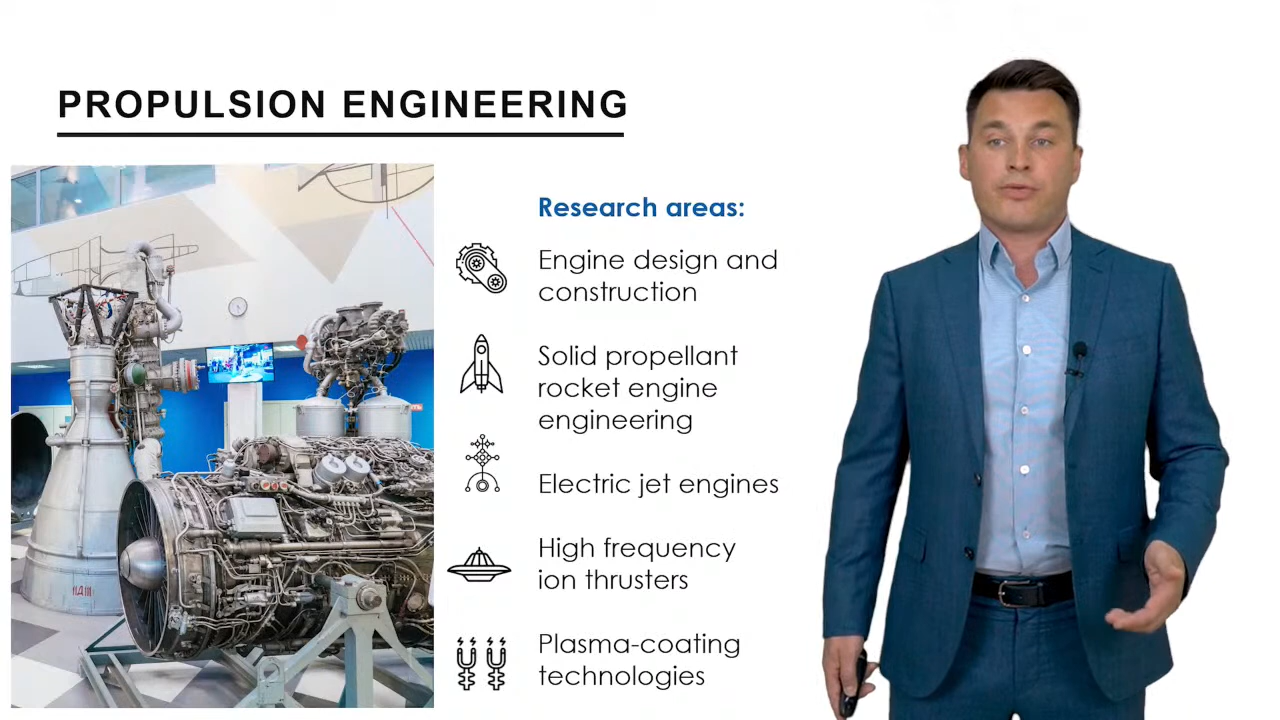 PROPULSION ENGINEERING
Research areas:
Engine design and
construction
Solid propellant
rocket engine
engineering
Electric jet engines
High frequency
ion thrusters
Plasma-coating
technologies